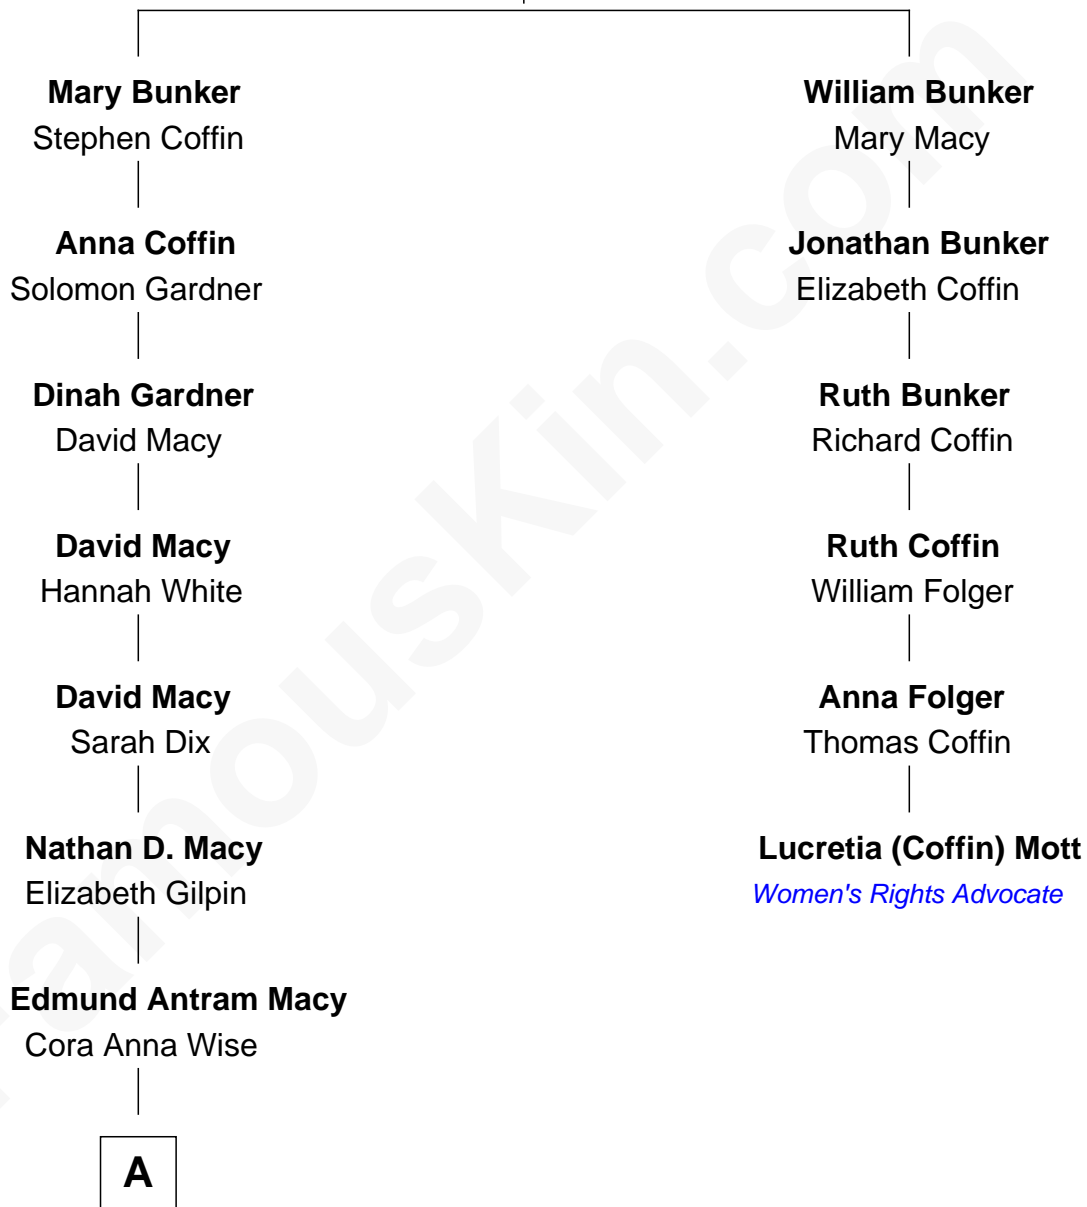 Mary Bunker
Stephen Coffin
Anna Coffin
Solomon Gardner
Dinah Gardner
David Macy
David Macy
Hannah White
David Macy
Sarah Dix
Nathan D. Macy
Elizabeth Gilpin
Edmund Antram Macy
Cora Anna Wise
A
William Bunker
Mary Macy
Jonathan Bunker
Elizabeth Coffin
Ruth Bunker
Richard Coffin
Ruth Coffin
William Folger
Anna Folger
Thomas Coffin
Lucretia (Coffin) Mott
Women's Rights Advocate
FamousKin.com